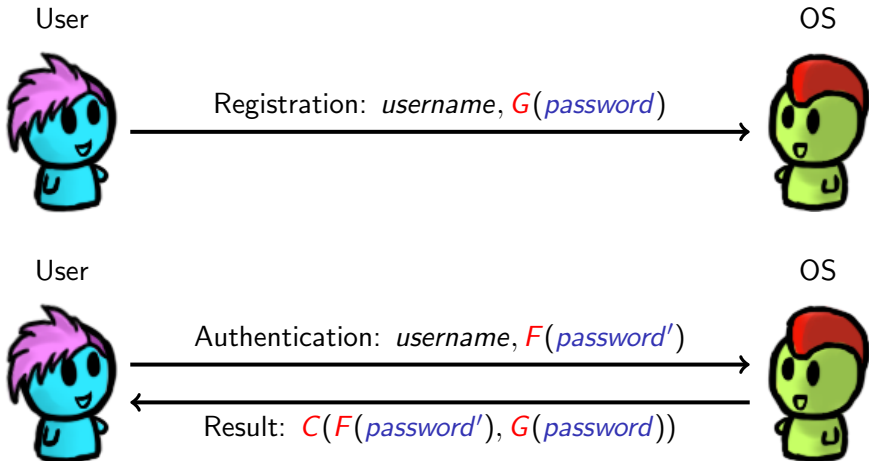 User OS
Registration: username, G(password)
User OS
Authentication: username, F(password′)
Result: C(F(password′), G(password))